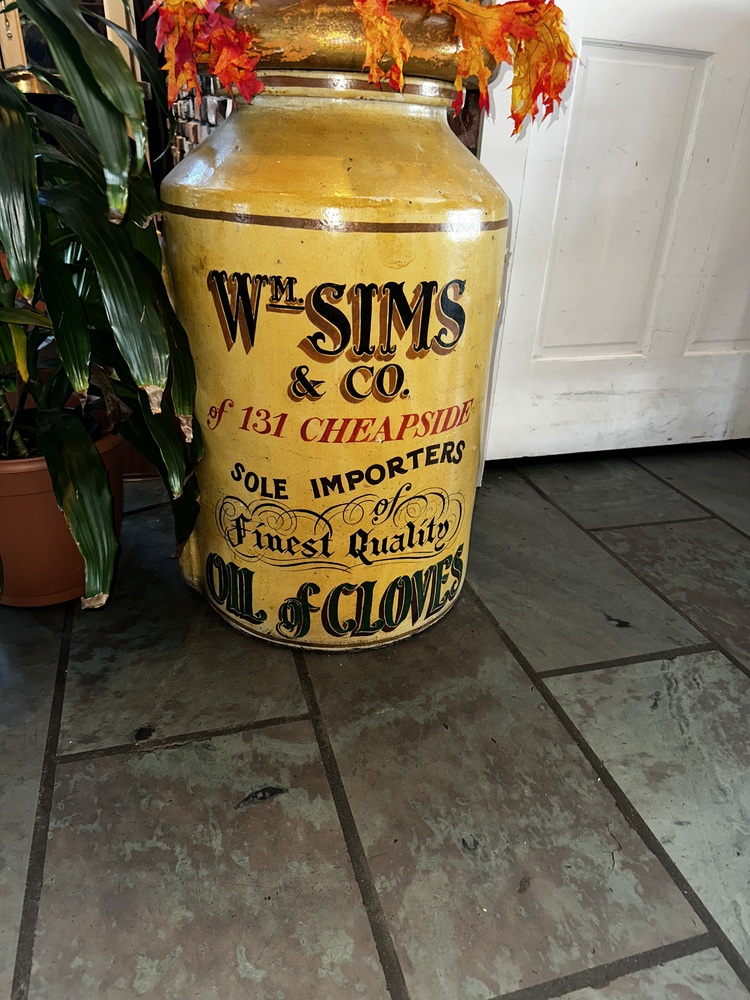 WM. SIMS
& CO.
of 131 CHEAPSIDE
SOLE IMPORTERS
of
Finest Quality
OIL of CLOVES